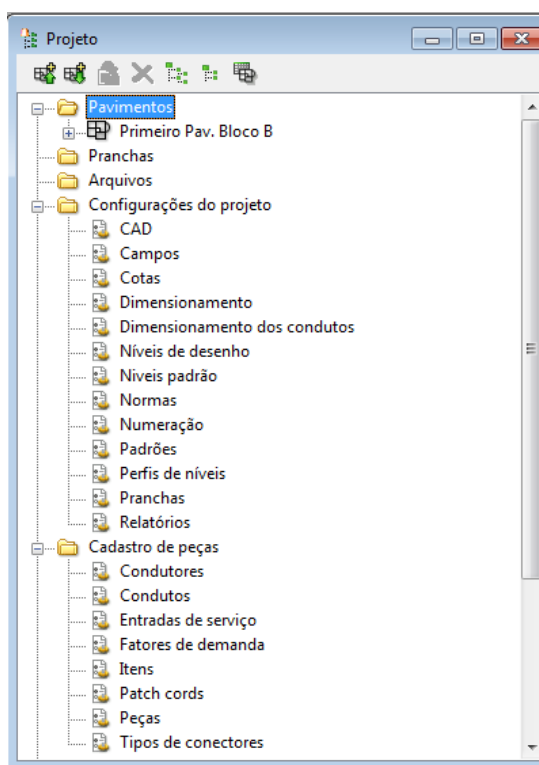 Projeto
Pavimentos
Primeiro Pav. Bloco B
Pranchas
Arquivos
Configurações do projeto
CAD
Campos
Cotas
Dimensionamento
Dimensionamento dos condutos
Níveis de desenho
Niveis padrão
Normas
Numeração
Padrões
Perfis de níveis
Pranchas
Relatórios
Cadastro de peças
Condutores
Condutos
Entradas de serviço
Fatores de demanda
Itens
Patch cords
Peças
Tipos de conectores